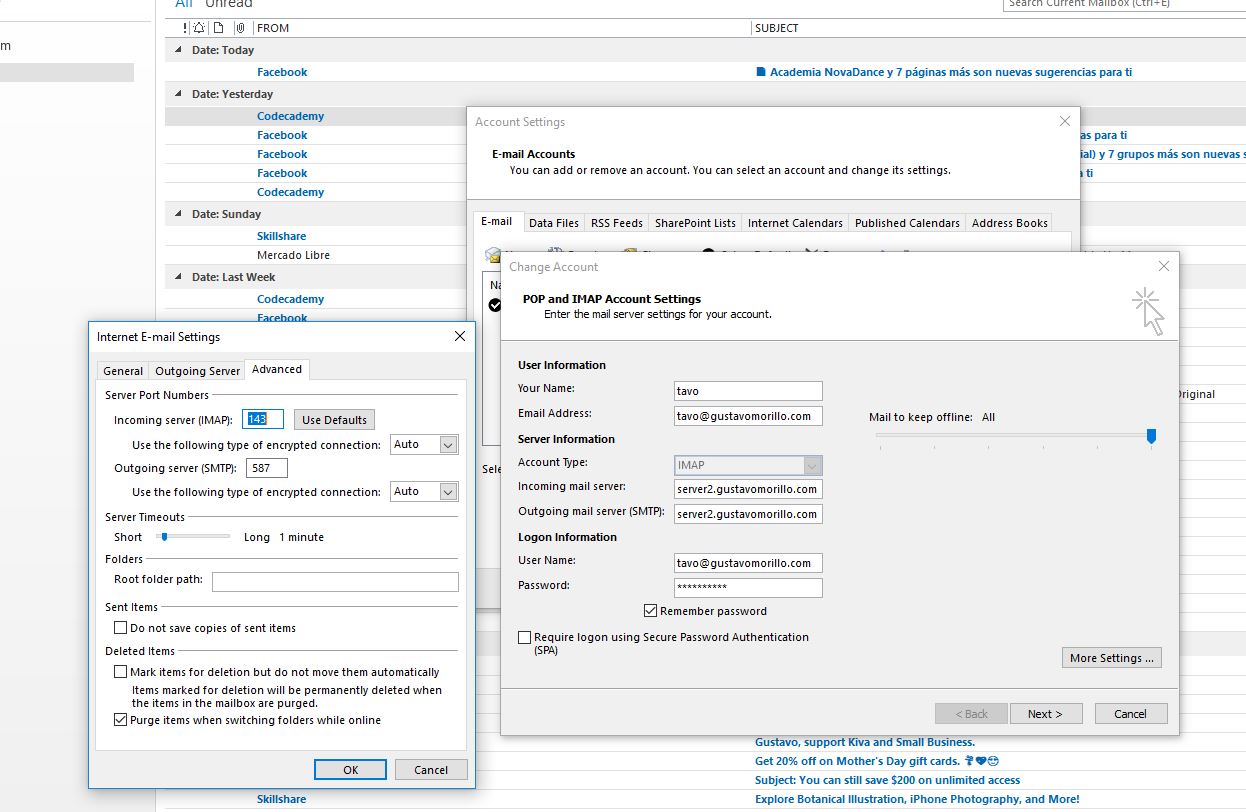 All Unread
Search Current Mailbox (Ctrl+E)
! FROM SUBJECT
Date: Today
Facebook Academia NovaDance y 7 páginas más son nuevas sugerencias para ti
Date: Yesterday
Codecademy
Facebook as para ti
Facebook ial) y 7 grupos más son nuevas s
Facebook a ti
Codecademy
Date: Sunday
Skillshare
Mercado Libre
Date: Last Week
Codecademy
Facebook
Original
Account Settings
E-mail Accounts
You can add or remove an account. You can select an account and change its settings.
E-mail Data Files RSS Feeds SharePoint Lists Internet Calendars Published Calendars Address Books
Na
Sele
Change Account
POP and IMAP Account Settings
Enter the mail server settings for your account.
User Information
Your Name: tavo
Email Address: tavo@gustavomorillo.com
Mail to keep offline: All
Server Information
Account Type: IMAP
Incoming mail server: server2.gustavomorillo.com
Outgoing mail server (SMTP): server2.gustavomorillo.com
Logon Information
User Name: tavo@gustavomorillo.com
Password: **********
Remember password
Require logon using Secure Password Authentication
(SPA)
More Settings ...
< Back Next > Cancel
Internet E-mail Settings
General Outgoing Server Advanced
Server Port Numbers
Incoming server (IMAP): 143 Use Defaults
Use the following type of encrypted connection: Auto
Outgoing server (SMTP): 587
Use the following type of encrypted connection: Auto
Server Timeouts
Short Long 1 minute
Folders
Root folder path:
Sent Items
Do not save copies of sent items
Deleted Items
Mark items for deletion but do not move them automatically
Items marked for deletion will be permanently deleted when
the items in the mailbox are purged.
Purge items when switching folders while online
OK Cancel
Gustavo, support Kiva and Small Business.
Get 20% off on Mother's Day gift cards. 💐💙😍
Subject: You can still save $200 on unlimited access
Skillshare Explore Botanical Illustration, iPhone Photography, and More!